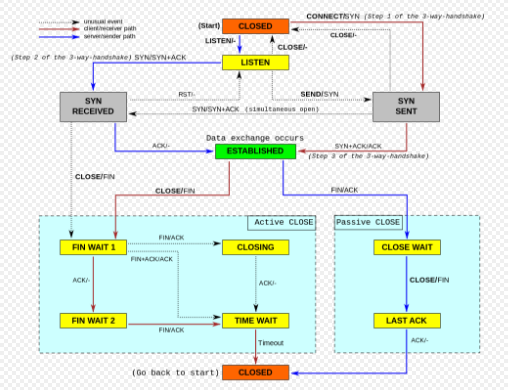 unusual event
client/receiver path
server/sender path
(Start)
CLOSED
CONNECT/SYN (Step 1 of the 3-way-handshake)
CLOSE/-
LISTEN/-
CLOSE/-
(Step 2 of the 3-way-handshake) SYN/SYN+ACK
LISTEN
RST/-
SEND/SYN
SYN
RECEIVED
SYN
SENT
SYN/SYN+ACK (simultaneous open)
Data exchange occurs
ACK/-
ESTABLISHED
SYN+ACK/ACK
(Step 3 of the 3-way-handshake)
CLOSE/FIN
CLOSE/FIN
FIN/ACK
Active CLOSE
Passive CLOSE
FIN WAIT 1
FIN/ACK
CLOSING
CLOSE WAIT
FIN+ACK/ACK
ACK/-
ACK/-
CLOSE/FIN
FIN WAIT 2
FIN/ACK
TIME WAIT
LAST ACK
Timeout
ACK/-
(Go back to start)
CLOSED